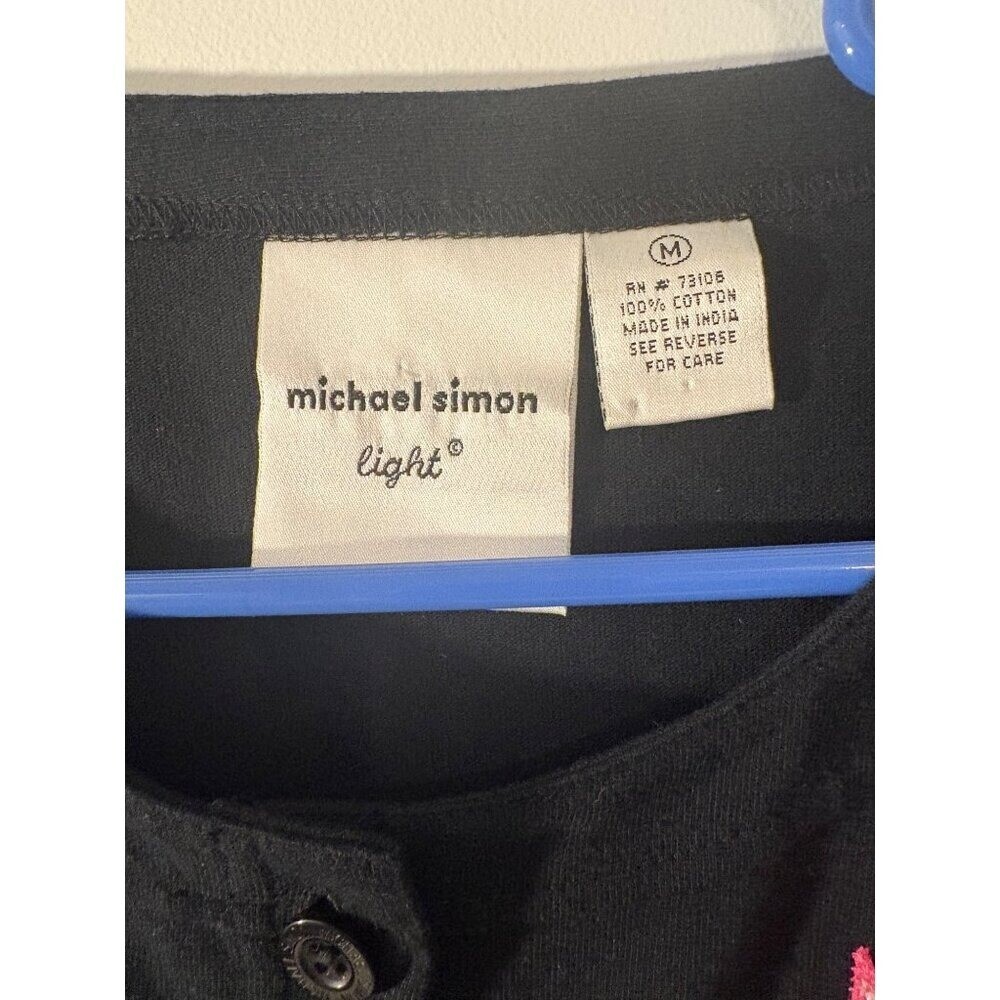 michael simon
light©
M
RN # 73106
100% COTTON
MADE IN INDIA
SEE REVERSE
FOR CARE